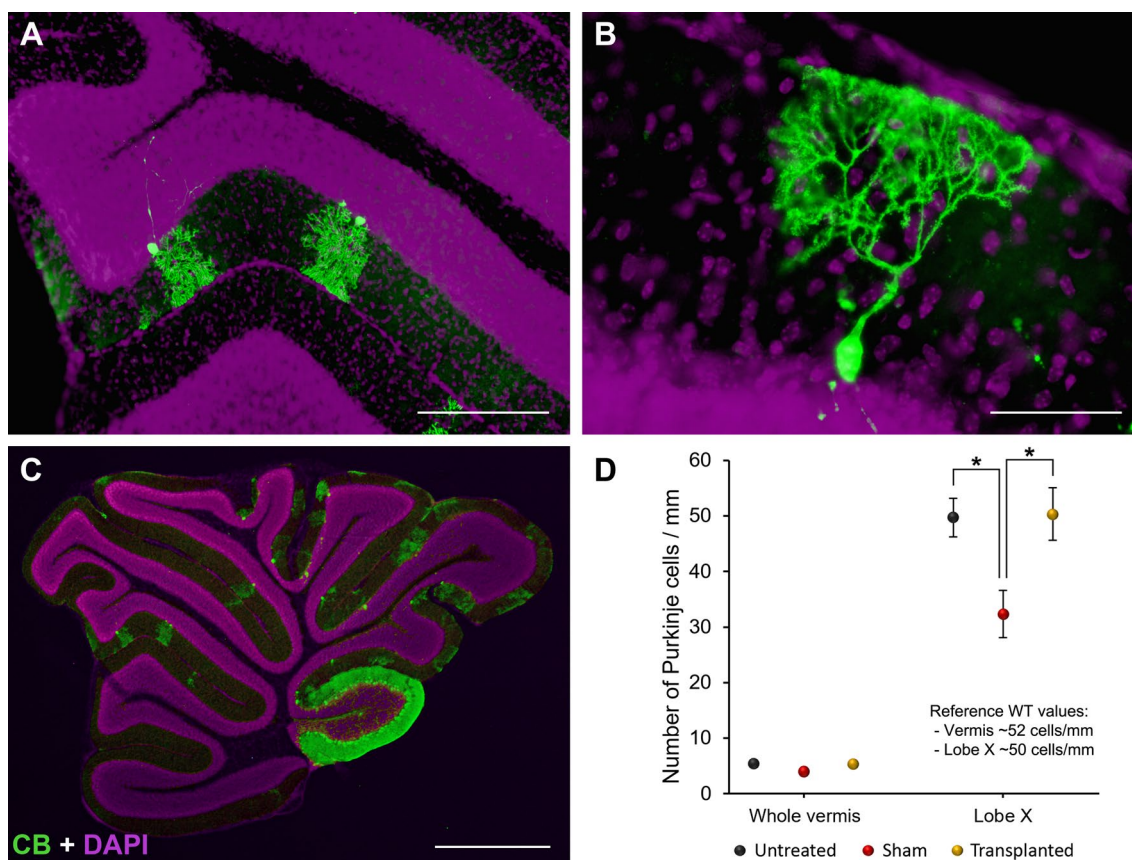 A
B
C
CB + DAPI
D
Number of Purkinje cells / mm
60
50
40
30
20
10
0
* *
Reference WT values:
- Vermis ~52 cells/mm
- Lobe X ~50 cells/mm
Whole vermis Lobe X
Untreated Sham Transplanted